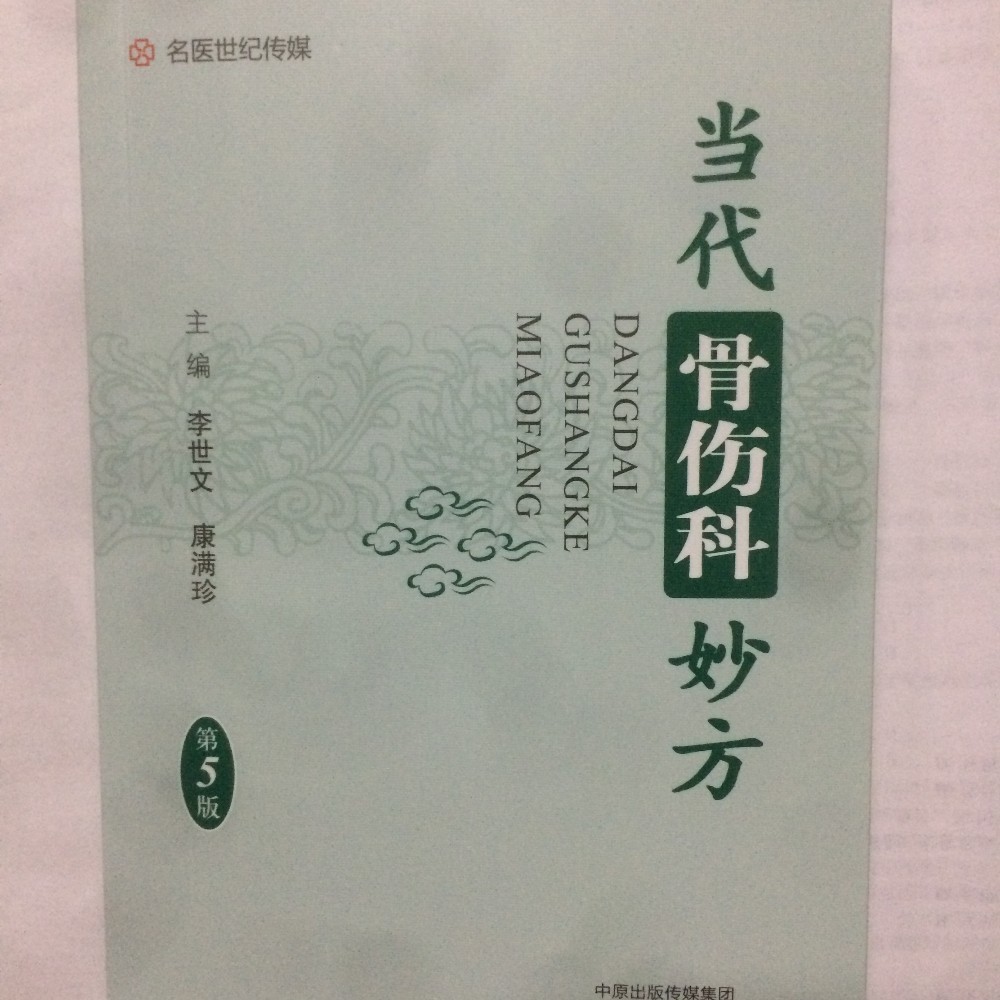 名医世纪传媒
当代骨伤科妙方
DANGDAI
GUSHANGKE
MIAOFANG
主编 李世文 康满珍
第5版
中原出版传媒集团